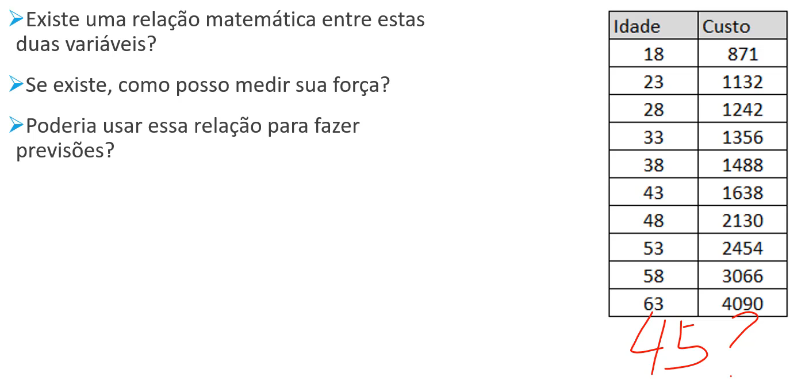 ➤Existe uma relação matemática entre estas
duas variáveis?
➤Se existe, como posso medir sua força?
➤Poderia usar essa relação para fazer
previsões?
Idade Custo
18 871
23 1132
28 1242
33 1356
38 1488
43 1638
48 2130
53 2454
58 3066
63 4090
45?